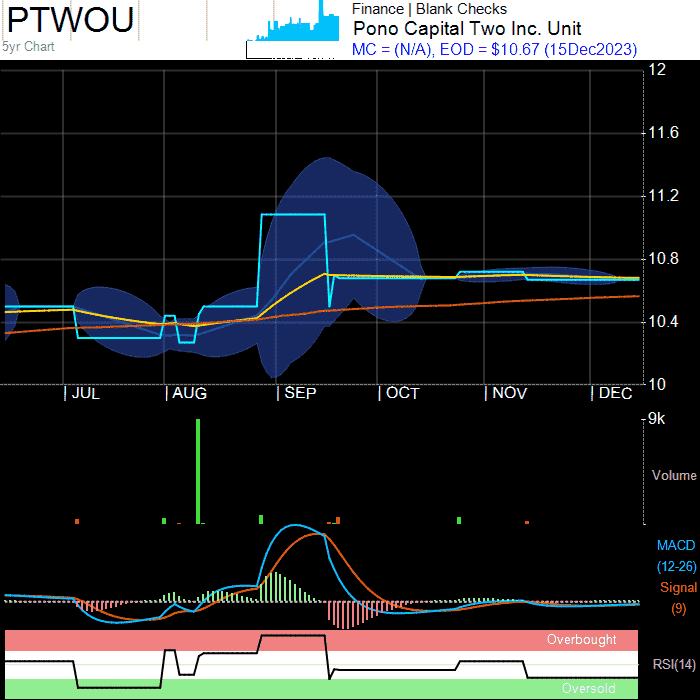 PTWOU
5yr Chart
Finance | Blank Checks
Pono Capital Two Inc. Unit
MC = (N/A), EOD = $10.67 (15Dec2023)
12
11.6
11.2
10.8
10.4
10
JUL AUG SEP OCT NOV DEC
9k
Volume
MACD
(12-26)
Signal
(9)
Overbought
RSI(14)
Oversold